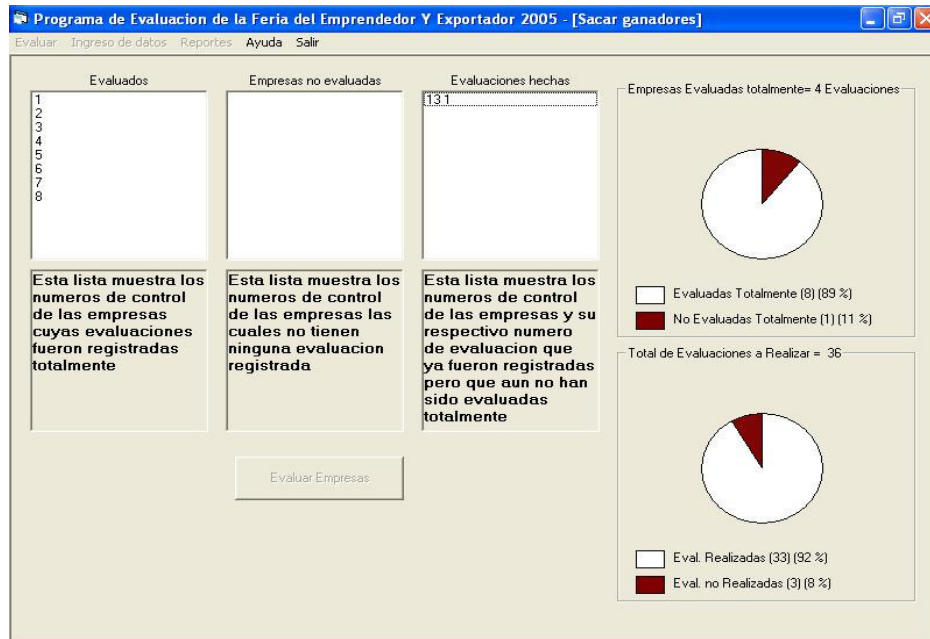 Programa de Evaluacion de la Feria del Emprendedor Y Exportador 2005 - [Sacar ganadores]
Evaluar Ingreso de datos Reportes Ayuda Salir
Evaluados
1
2
3
4
5
6
7
8
Esta lista muestra los
numeros de control
de las empresas
cuyas evaluaciones
fueron registradas
totalmente
Empresas no evaluadas
Esta lista muestra los
numeros de control
de las empresas las
cuales no tienen
ninguna evaluacion
registrada
Evaluaciones hechas
13 1
Esta lista muestra los
numeros de control
de las empresas y su
respectivo numero
de evaluacion que
ya fueron registradas
pero que aun no han
sido evaluadas
totalmente
Evaluar Empresas
Empresas Evaluadas totalmente= 4 Evaluaciones
Evaluadas Totalmente (8) (89 %)
No Evaluadas Totalmente (1) (11 %)
Total de Evaluaciones a Realizar = 36
Eval. Realizadas (33) (92 %)
Eval. no Realizadas (3) (8 %)